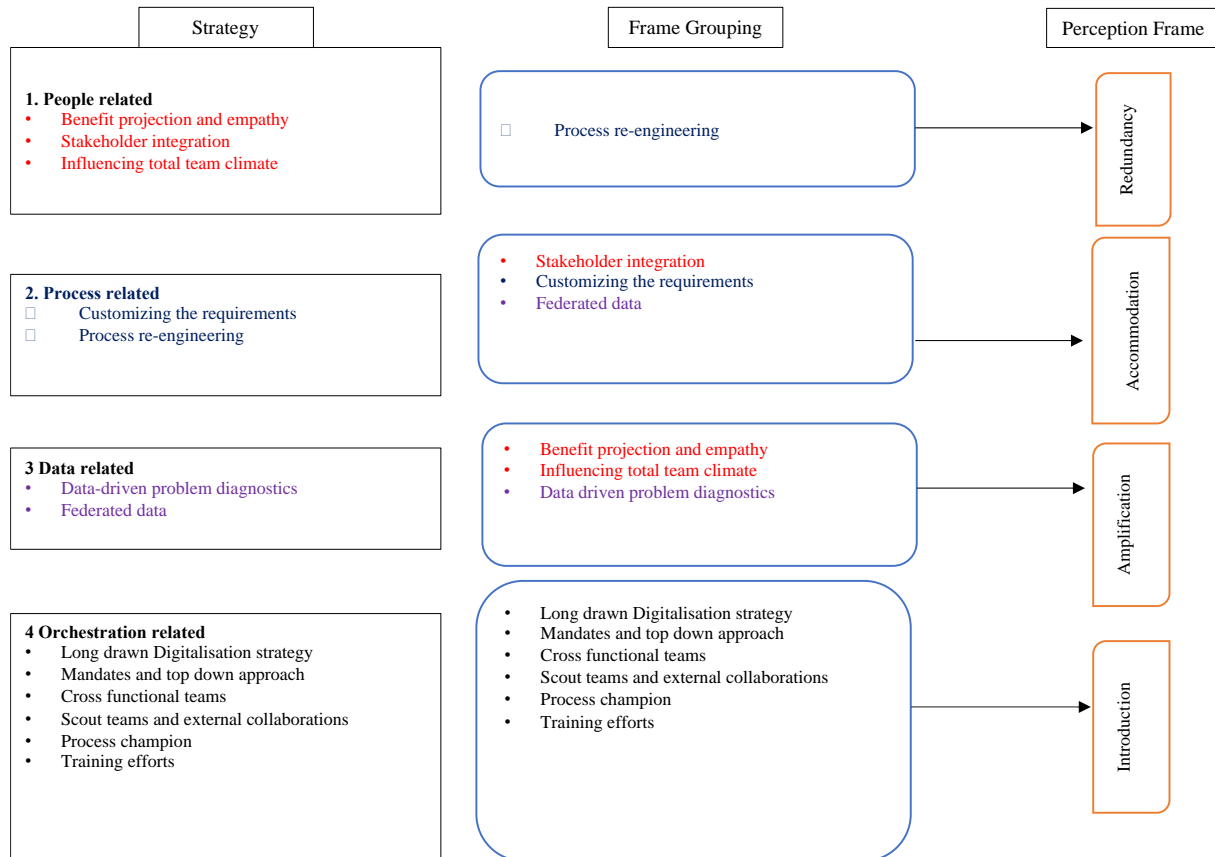 Strategy
Frame Grouping
Perception Frame
1. People related
• Benefit projection and empathy
• Stakeholder integration
• Influencing total team climate
2. Process related
Customizing the requirements
Process re-engineering
3 Data related
• Data-driven problem diagnostics
• Federated data
4 Orchestration related
• Long drawn Digitalisation strategy
• Mandates and top down approach
• Cross functional teams
• Scout teams and external collaborations
• Process champion
• Training efforts
Process re-engineering
• Stakeholder integration
• Customizing the requirements
• Federated data
• Benefit projection and empathy
• Influencing total team climate
• Data driven problem diagnostics
• Long drawn Digitalisation strategy
• Mandates and top down approach
• Cross functional teams
• Scout teams and external collaborations
• Process champion
• Training efforts
Redundancy
Accommodation
Amplification
Introduction